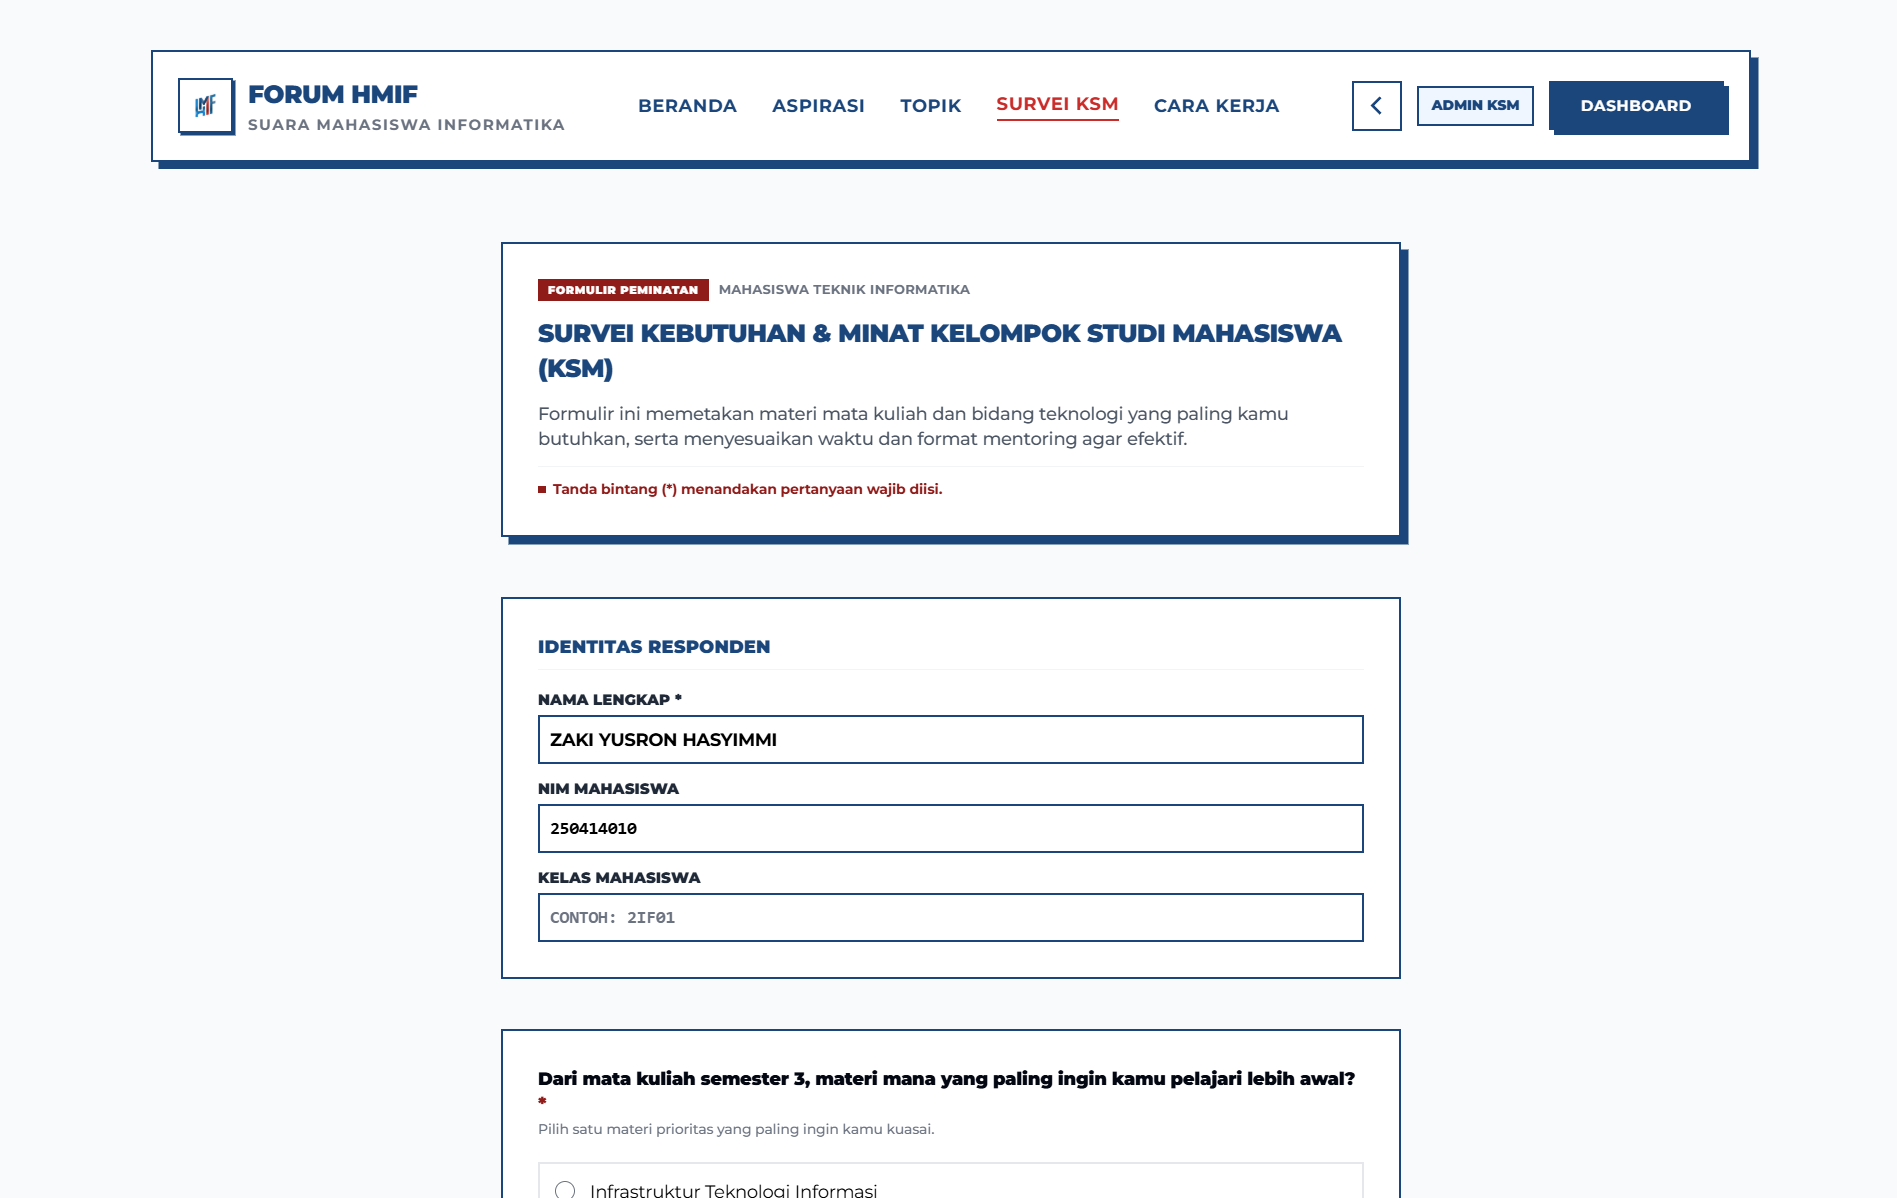 FORUM HMIF
SUARA MAHASISWA INFORMATIKA
BERANDA
ASPIRASI
TOPIK
SURVEI KSM
CARA KERJA
ADMIN KSM
DASHBOARD
FORMULIR PEMINATAN
MAHASISWA TEKNIK INFORMATIKA
SURVEI KEBUTUHAN & MINAT KELOMPOK STUDI MAHASISWA
(KSM)
Formulir ini memetakan materi mata kuliah dan bidang teknologi yang paling kamu
butuhkan, serta menyesuaikan waktu dan format mentoring agar efektif.
Tanda bintang (*) menandakan pertanyaan wajib diisi.
IDENTITAS RESPONDEN
NAMA LENGKAP *
ZAKI YUSRON HASYIMMI
NIM MAHASISWA
250414010
KELAS MAHASISWA
CONTOH: 2IF01
Dari mata kuliah semester 3, materi mana yang paling ingin kamu pelajari lebih awal?
*
Pilih satu materi prioritas yang paling ingin kamu kuasai.
Infrastruktur Teknologi Informasi